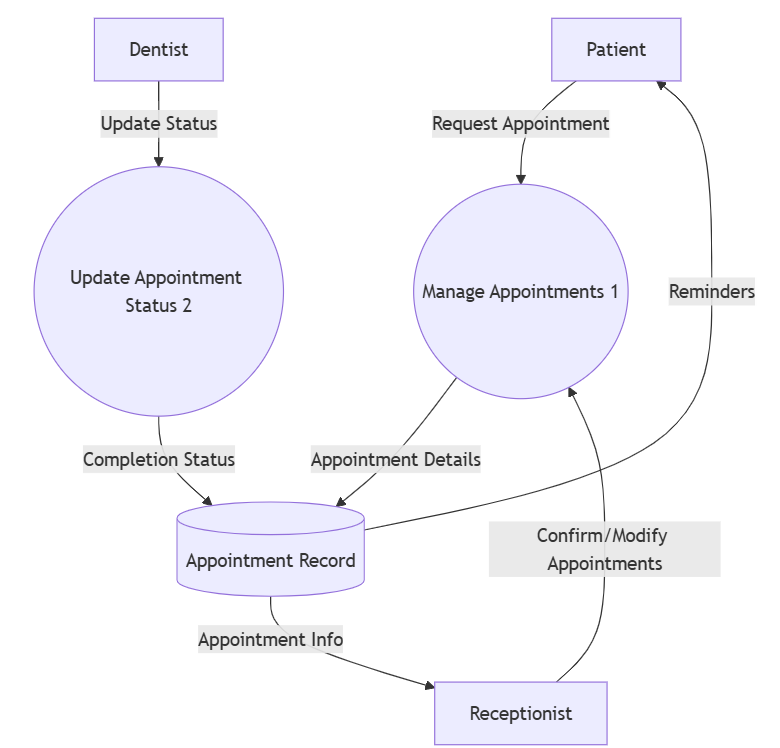 Dentist
Patient
Update Status
Request Appointment
Update Appointment
Status 2
Manage Appointments 1
Reminders
Completion Status
Appointment Details
Appointment Record
Confirm/Modify
Appointments
Appointment Info
Receptionist